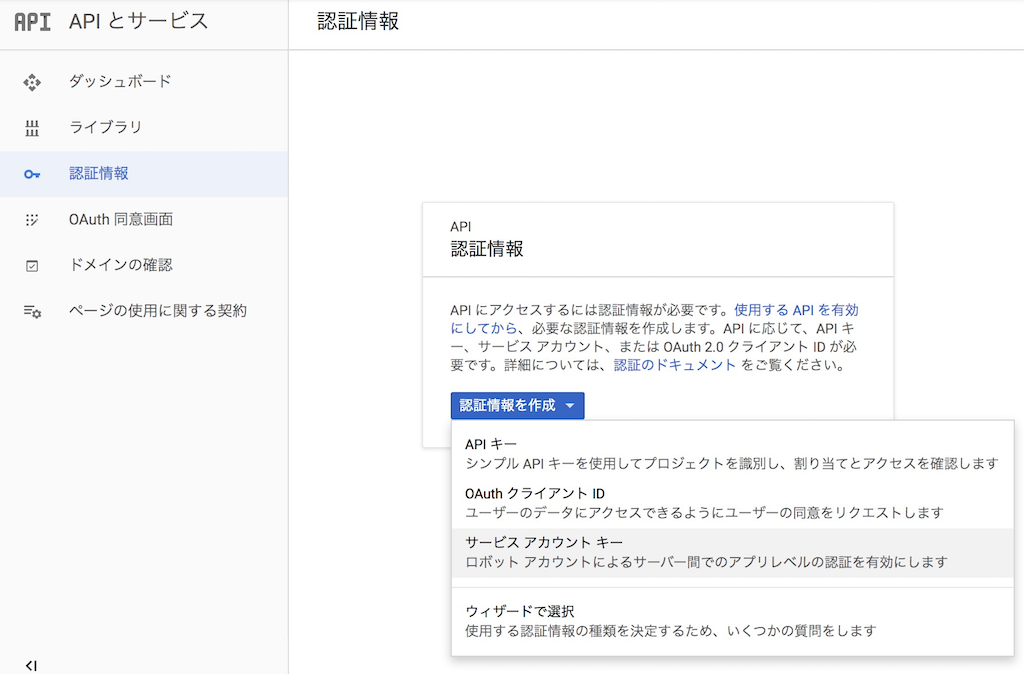 API API とサービス
認証情報
ダッシュボード
ライブラリ
認証情報
OAuth 同意画面
ドメインの確認
ページの使用に関する契約
API
認証情報
API にアクセスするには認証情報が必要です。使用する API を有効
にしてから、必要な認証情報を作成します。API に応じて、API キ
ー、サービス アカウント、または OAuth 2.0 クライアント ID が必
要です。詳細については、認証のドキュメント をご覧ください。
認証情報を作成
API キー
シンプル API キーを使用してプロジェクトを識別し、割り当てとアクセスを確認します
OAuth クライアント ID
ユーザーのデータにアクセスできるようにユーザーの同意をリクエストします
サービス アカウント キー
ロボット アカウントによるサーバー間でのアプリレベルの認証を有効にします
ウィザードで選択
使用する認証情報の種類を決定するため、いくつかの質問をします